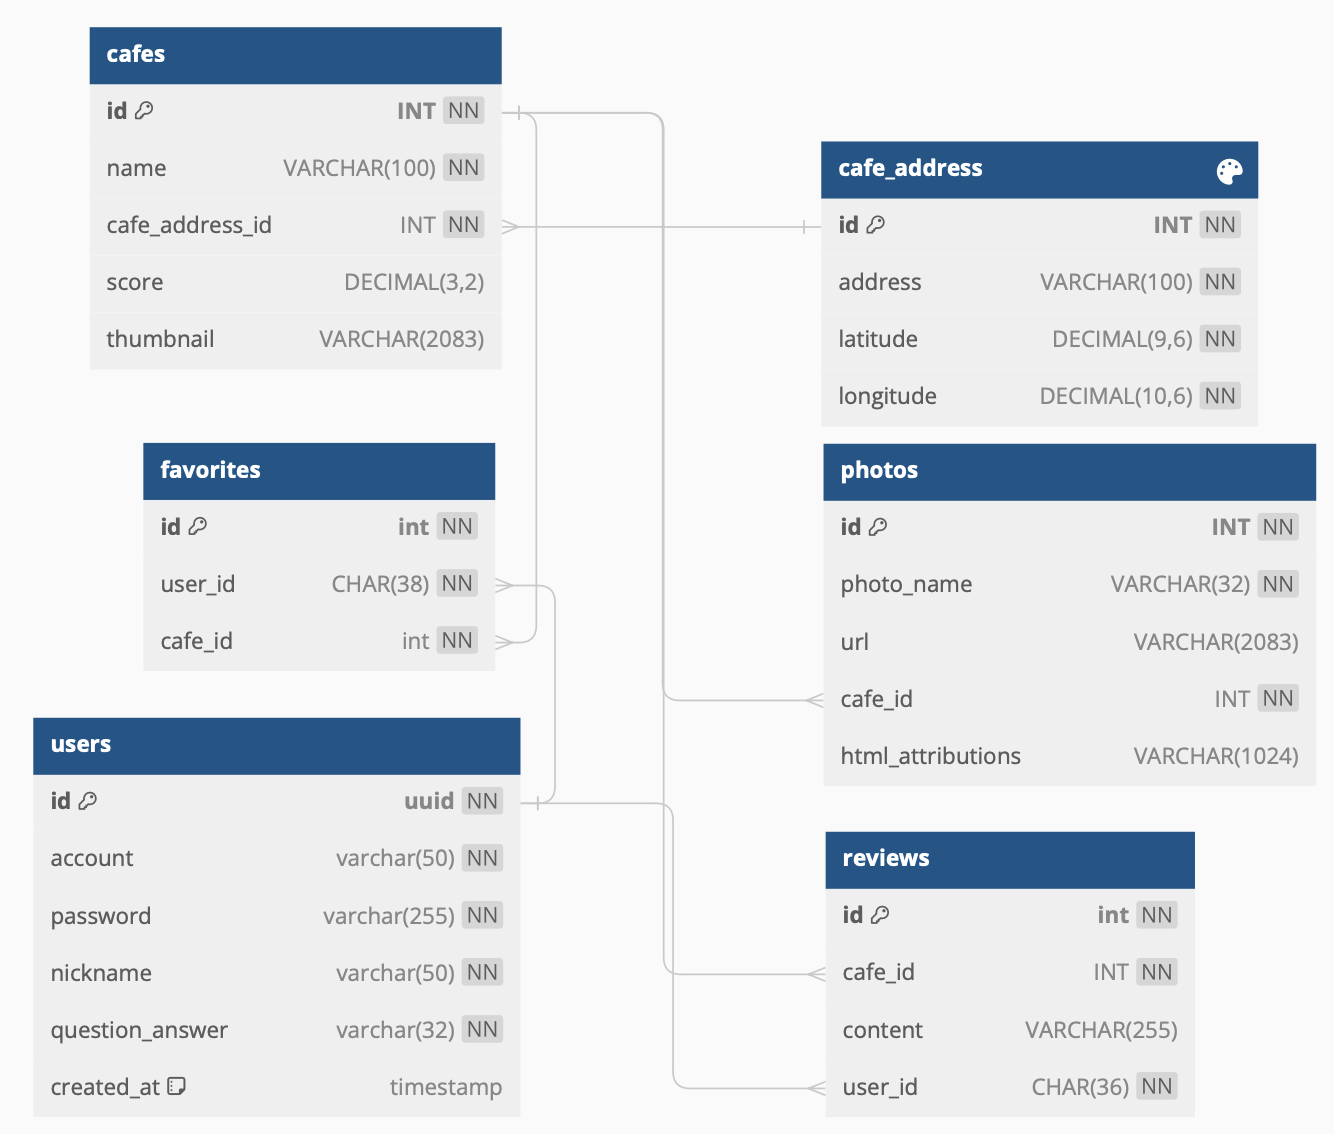 cafes
id INT NN
name VARCHAR(100) NN
cafe_address_id INT NN
score DECIMAL(3,2)
thumbnail VARCHAR(2083)
cafe_address
id INT NN
address VARCHAR(100) NN
latitude DECIMAL(9,6) NN
longitude DECIMAL(10,6) NN
favorites
id int NN
user_id CHAR(38) NN
cafe_id int NN
photos
id INT NN
photo_name VARCHAR(32) NN
url VARCHAR(2083)
cafe_id INT NN
html_attributions VARCHAR(1024)
users
id uuid NN
account varchar(50) NN
password varchar(255) NN
nickname varchar(50) NN
question_answer varchar(32) NN
created_at timestamp
reviews
id int NN
cafe_id INT NN
content VARCHAR(255)
user_id CHAR(36) NN